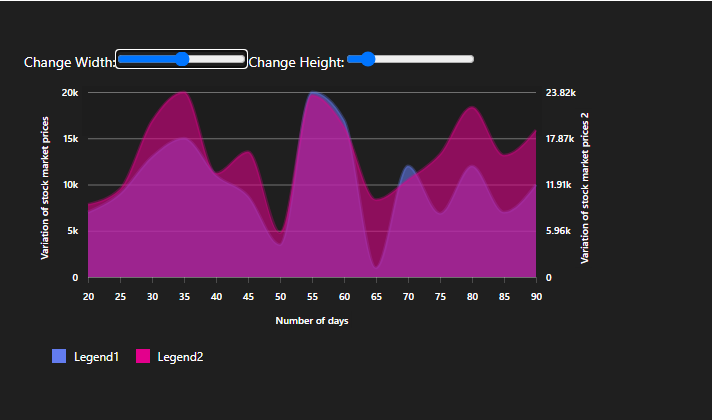 Change Width: Change Height:
20k
15k
10k
5k
0
Variation of stock market prices
23.82k
17.87k
11.91k
5.96k
0
Variation of stock market prices 2
20 25 30 35 40 45 50 55 60 65 70 75 80 85 90
Number of days
Legend1 Legend2